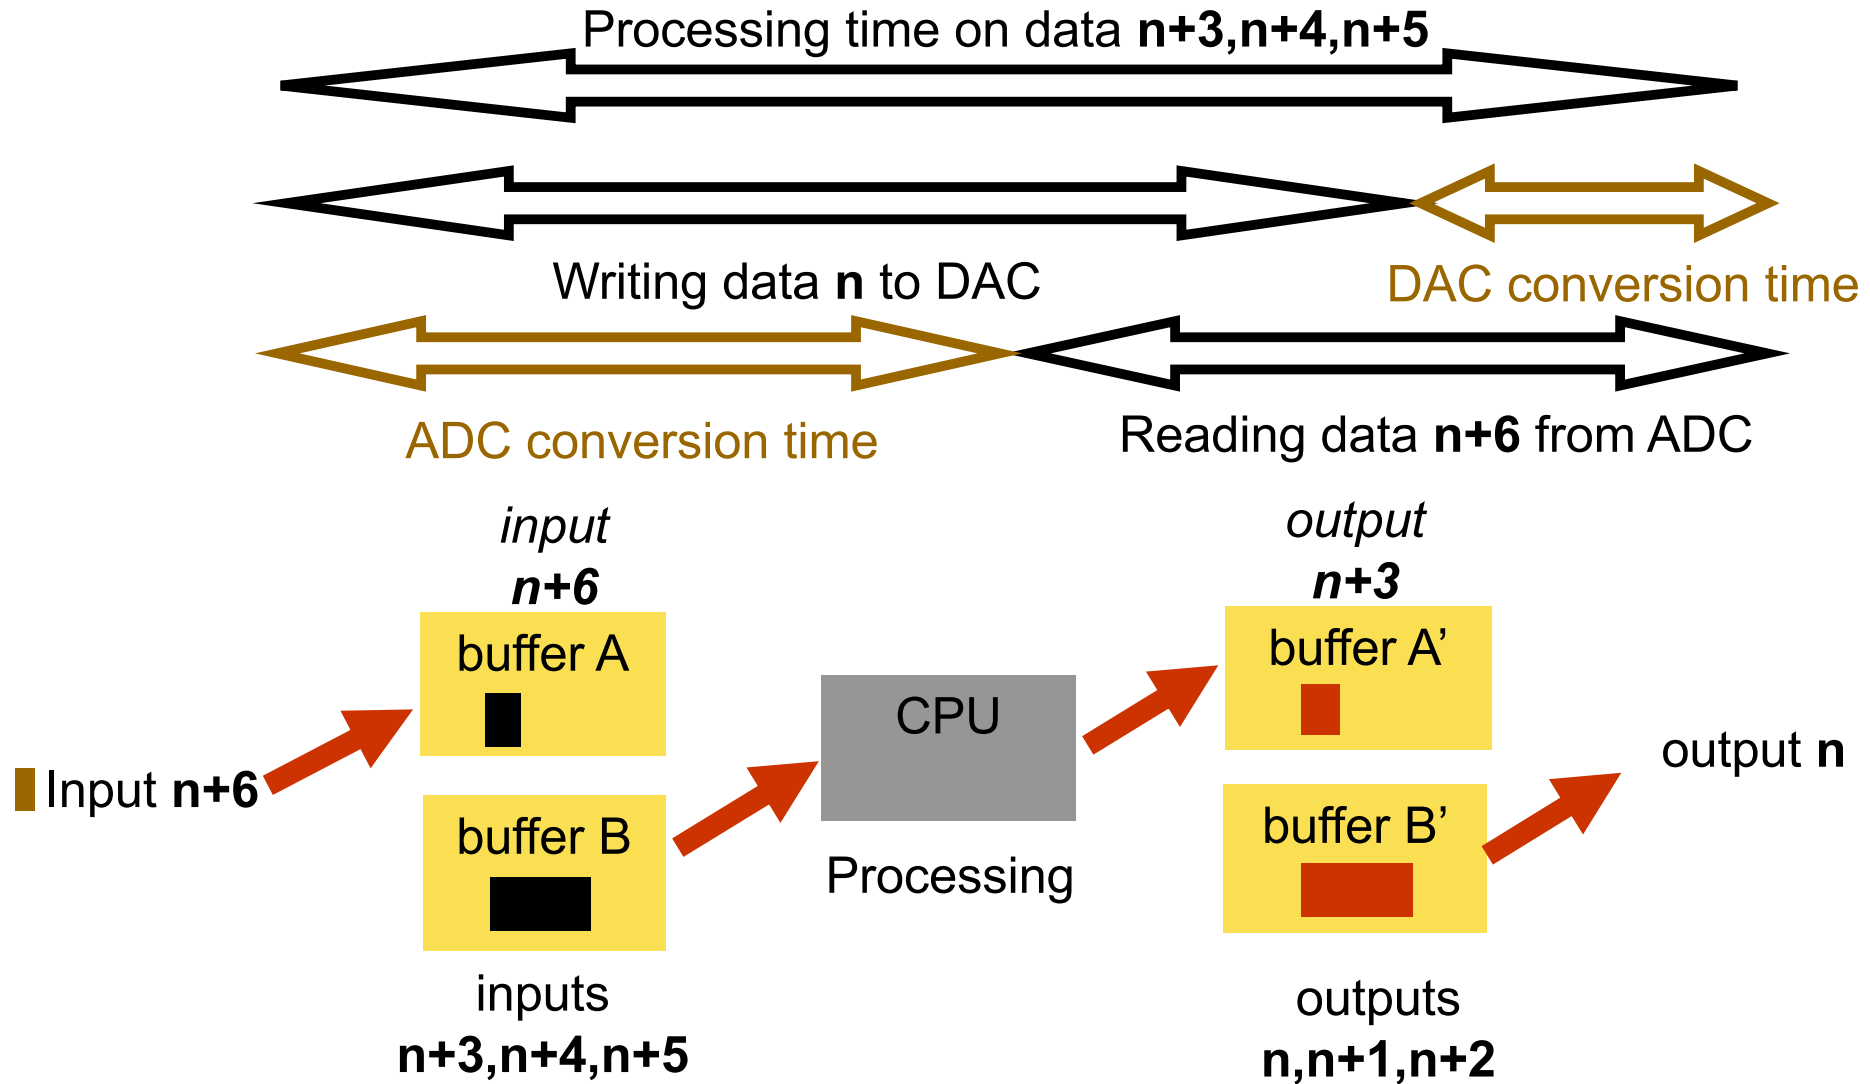 Processing time on data n+3,n+4,n+5
Writing data n to DAC
DAC conversion time
ADC conversion time
Reading data n+6 from ADC
input
n+6
output
n+3
buffer A
buffer A’
CPU
Input n+6
output n
buffer B
buffer B’
Processing
inputs
n+3,n+4,n+5
outputs
n,n+1,n+2